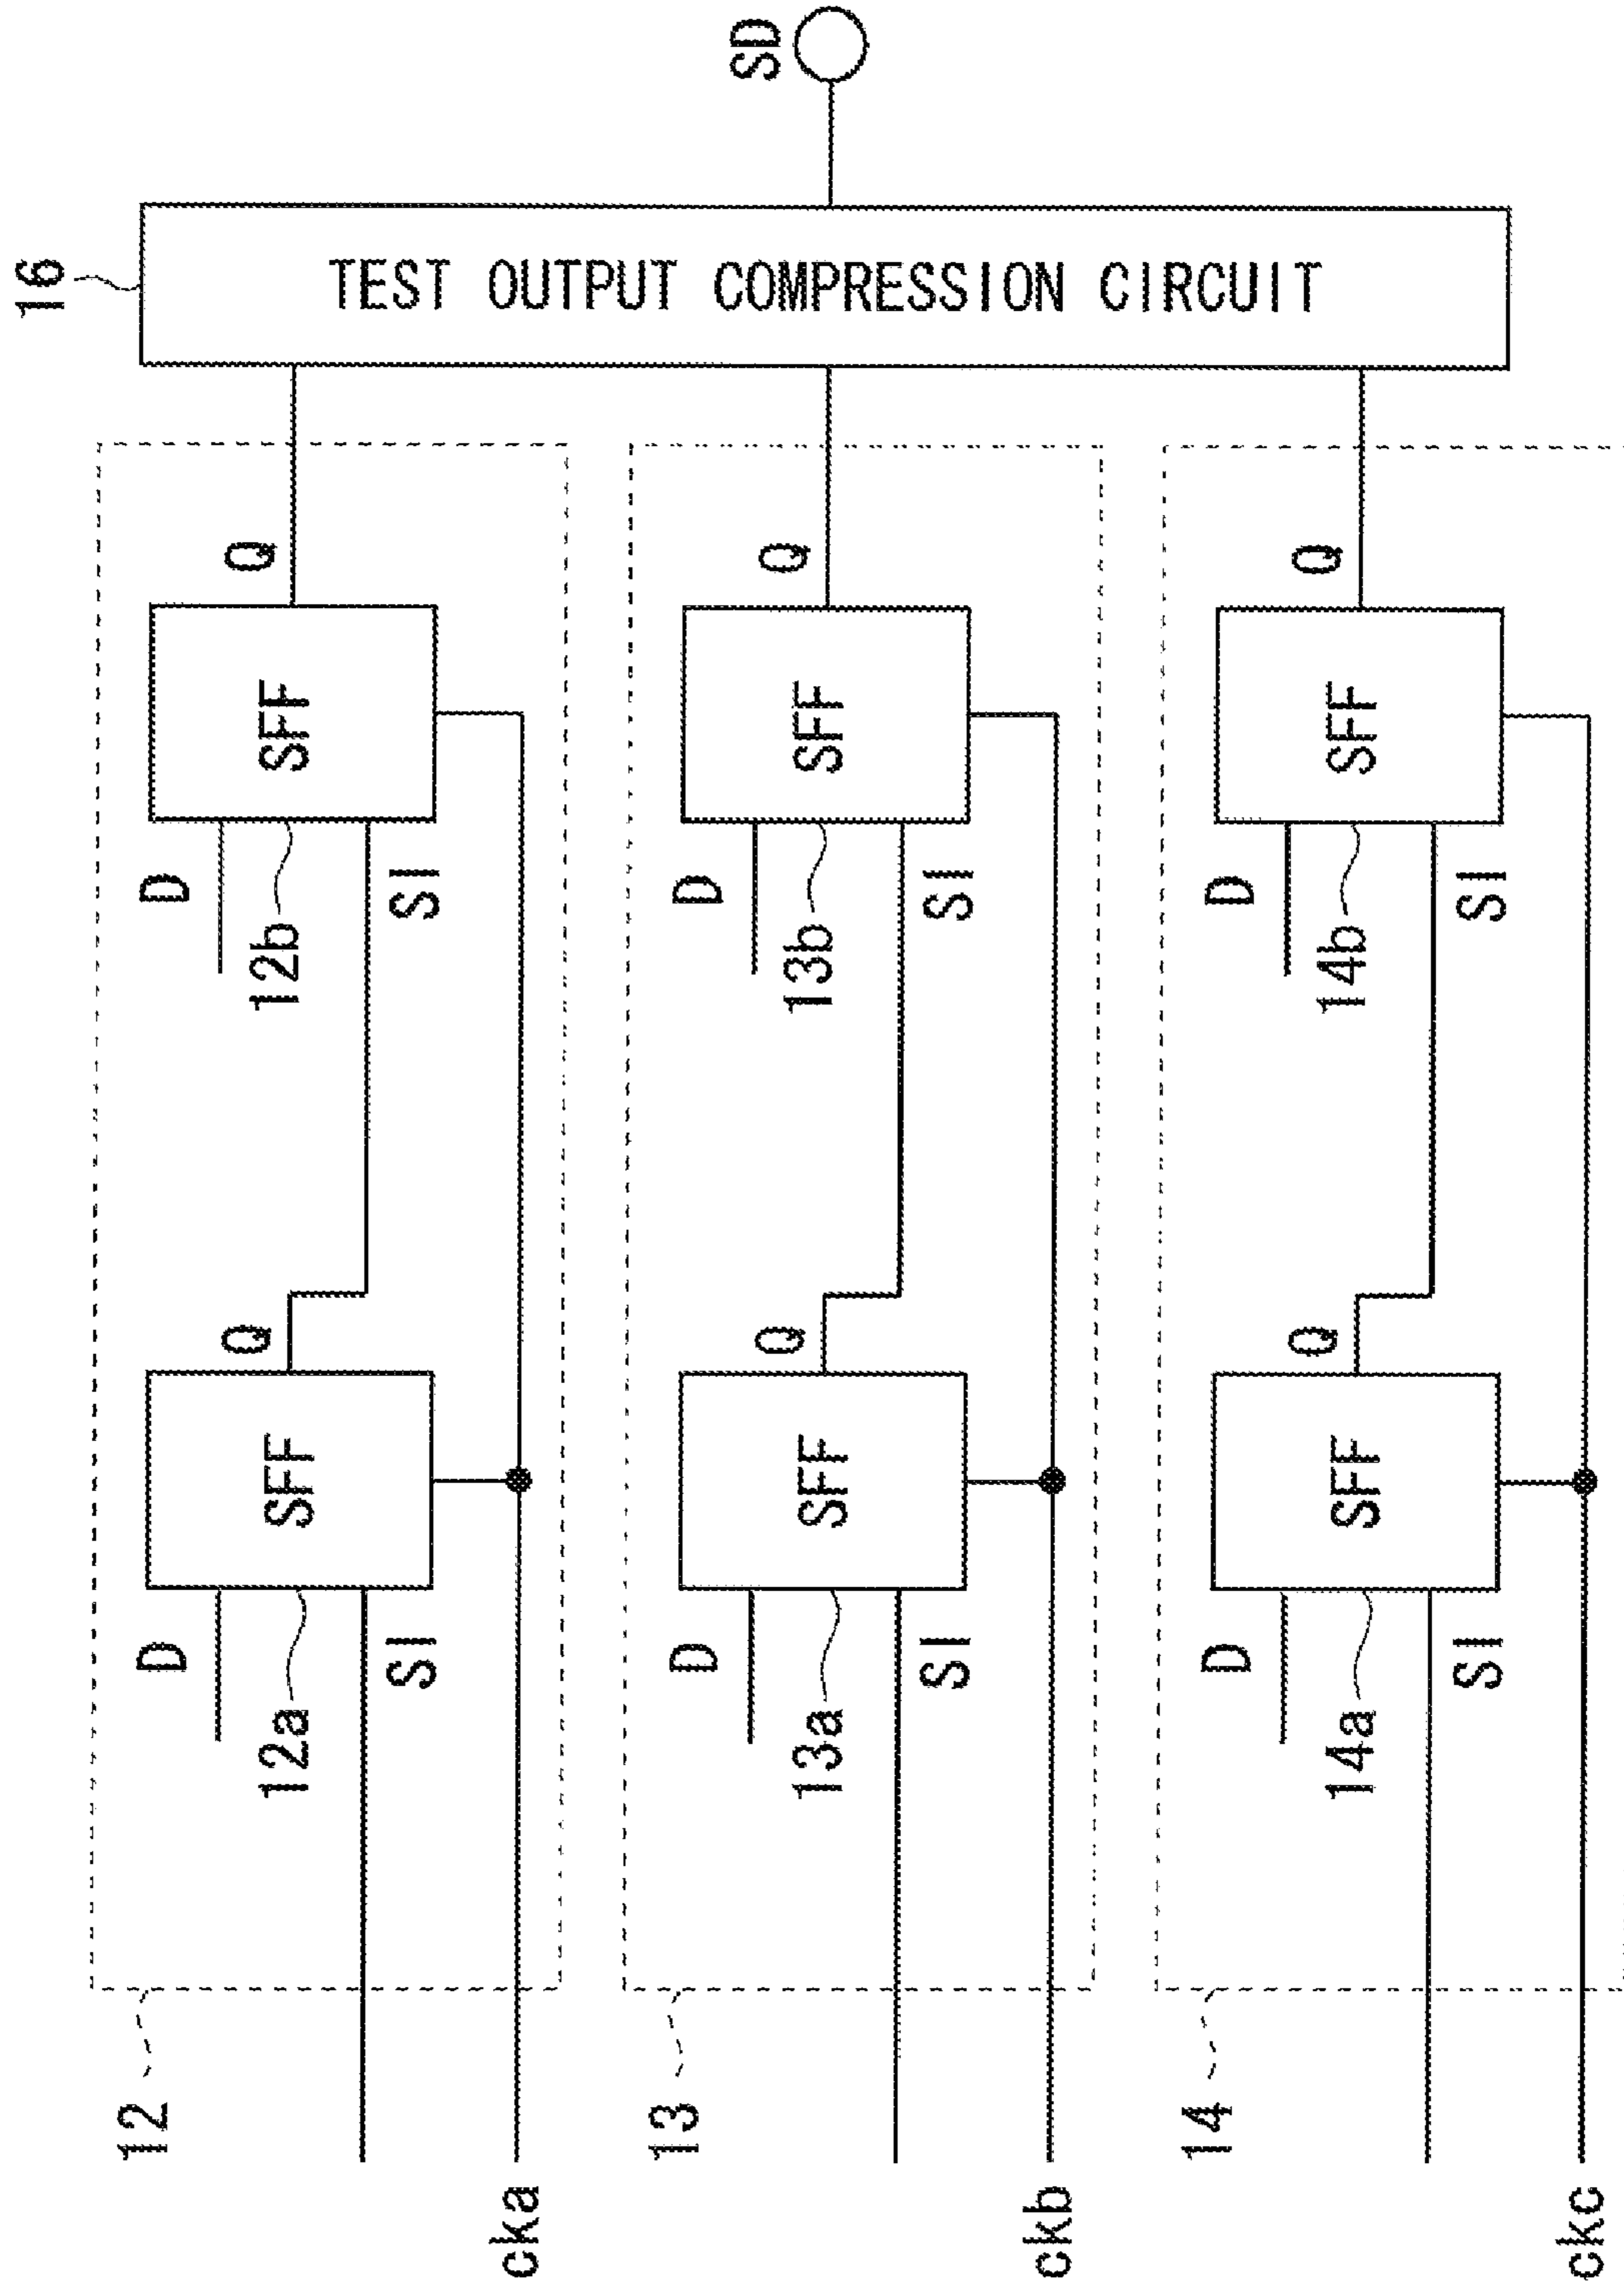 16
TEST OUTPUT COMPRESSION CIRCUIT
SD
12
D
12a
SI
SFF
Q
D
12b
SI
SFF
Q
cka
13
D
13a
SI
SFF
Q
D
13b
SI
SFF
Q
ckb
14
D
14a
SI
SFF
Q
D
14b
SI
SFF
Q
ckc